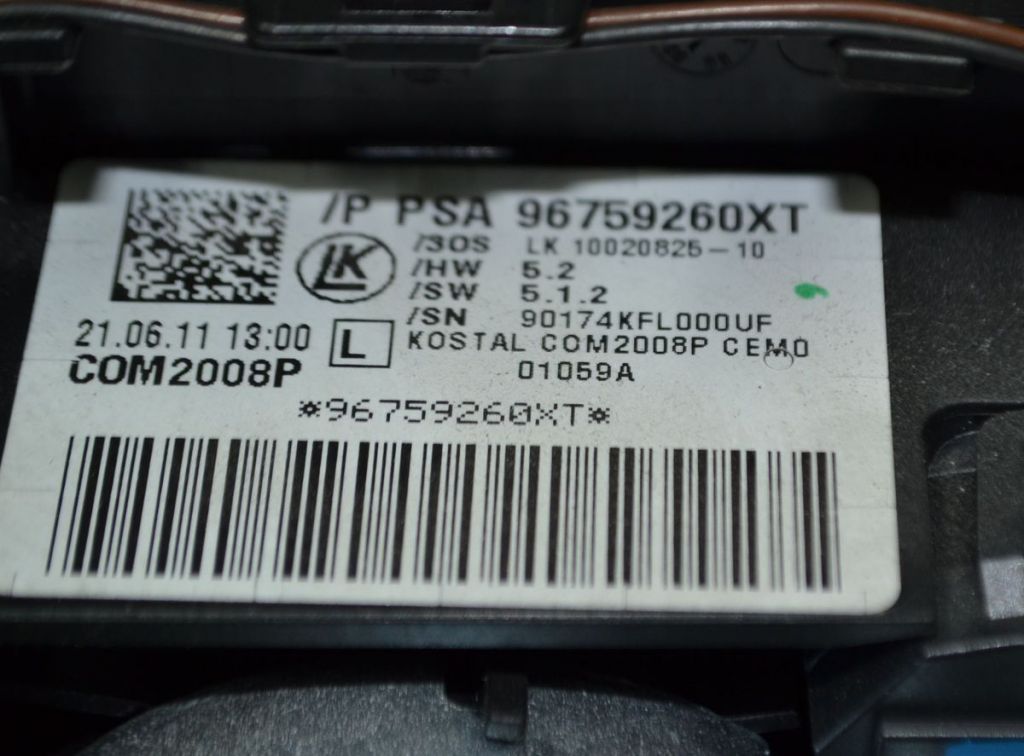 /P PSA 96759260XT
/3OS LK 10020825-10
LK
/HW 5.2
/SW 5.1.2
/SN 90174KFL000UF
21.06.11 13:00
L
KOSTAL COM2008P CEM0
COM2008P
01059A
*96759260XT*